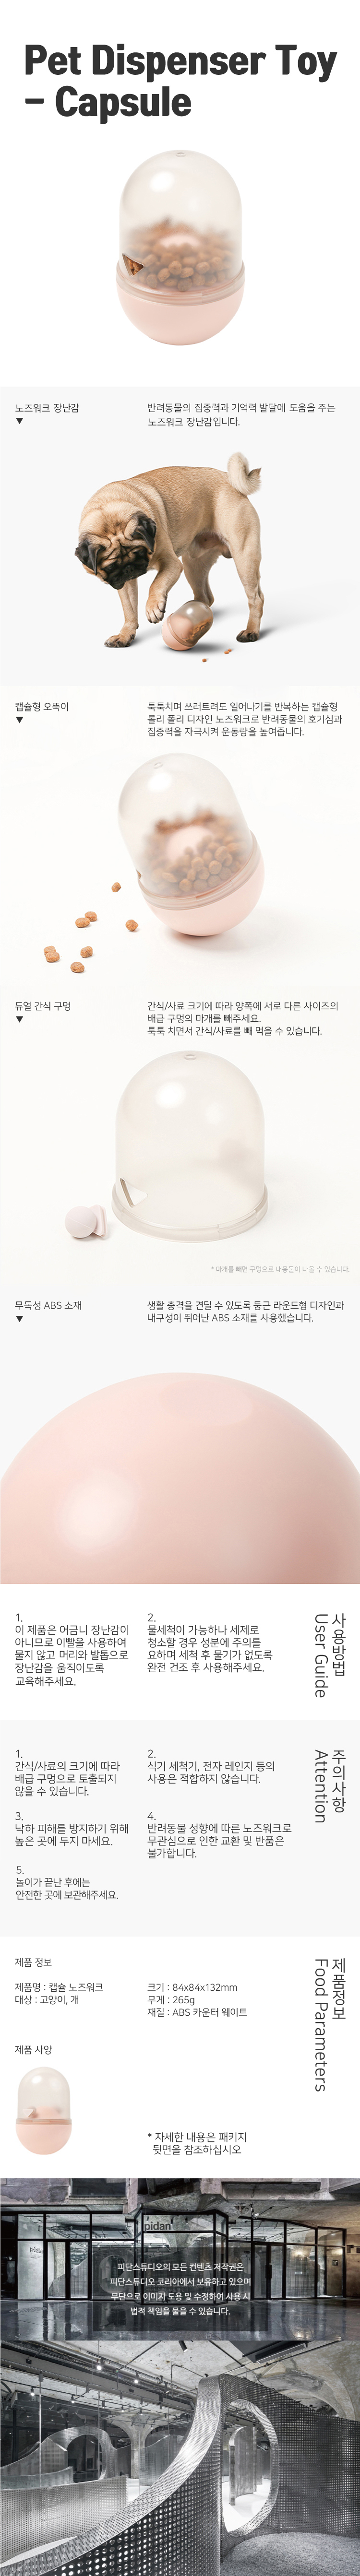 Pet Dispenser Toy
– Capsule
노즈워크 장난감
▼
반려동물의 집중력과 기억력 발달에 도움을 주는
노즈워크 장난감입니다.
캡슐형 오뚝이
▼
툭툭치며 쓰러트려도 일어나기를 반복하는 캡슐형
롤리 폴리 디자인 노즈워크로 반려동물의 호기심과
집중력을 자극시켜 운동량을 높여줍니다.
듀얼 간식 구멍
▼
간식/사료 크기에 따라 양쪽에 서로 다른 사이즈의
배급 구멍의 마개를 빼주세요.
툭툭 치면서 간식/사료를 빼 먹을 수 있습니다.
* 마개를 빼면 구멍으로 내용물이 나올 수 있습니다.
무독성 ABS 소재
▼
생활 충격을 견딜 수 있도록 둥근 라운드형 디자인과
내구성이 뛰어난 ABS 소재를 사용했습니다.
사용방법
User Guide
1.
이 제품은 어금니 장난감이
아니므로 이빨을 사용하여
물지 않고 머리와 발톱으로
장난감을 움직이도록
교육해주세요.
2.
물세척이 가능하나 세제로
청소할 경우 성분에 주의를
요하며 세척 후 물기가 없도록
완전 건조 후 사용해주세요.
주의사항
Attention
1.
간식/사료의 크기에 따라
배급 구멍으로 토출되지
않을 수 있습니다.
2.
식기 세척기, 전자 레인지 등의
사용은 적합하지 않습니다.
3.
낙하 피해를 방지하기 위해
높은 곳에 두지 마세요.
4.
반려동물 성향에 따른 노즈워크로
무관심으로 인한 교환 및 반품은
불가합니다.
5.
놀이가 끝난 후에는
안전한 곳에 보관해주세요.
제품정보
Food Parameters
제품 정보
제품명 : 캡슐 노즈워크
대상 : 고양이, 개
크기 : 84x84x132mm
무게 : 265g
재질 : ABS 카운터 웨이트
제품 사양
* 자세한 내용은 패키지
뒷면을 참조하십시오
pidan
피단스튜디오의 모든 컨텐츠 저작권은
피단스튜디오 코리아에서 보유하고 있으며
무단으로 이미지 도용 및 수정하여 사용 시
법적 책임을 물을 수 있습니다.